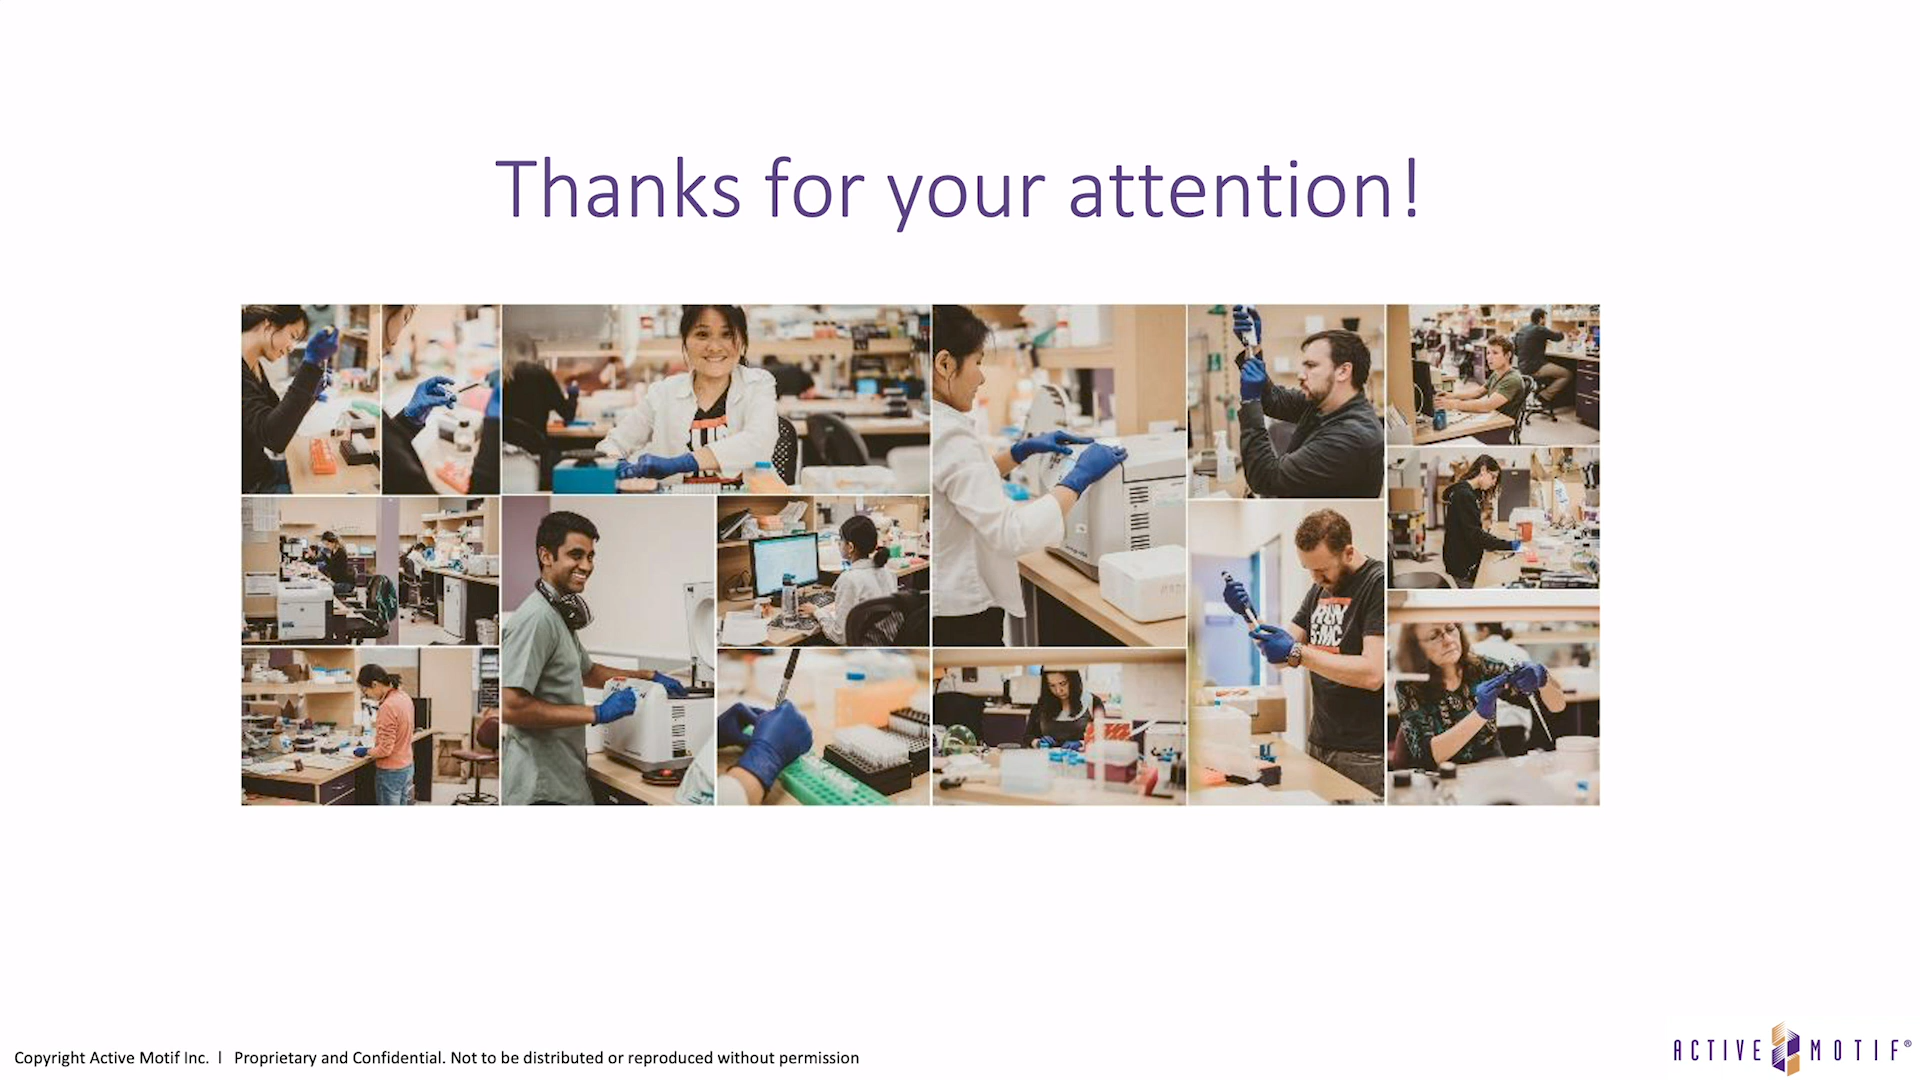 Thanks for your attention!
Copyright Active Motif Inc. | Proprietary and Confidential. Not to be distributed or reproduced without permission
ACTIVE MOTIF®